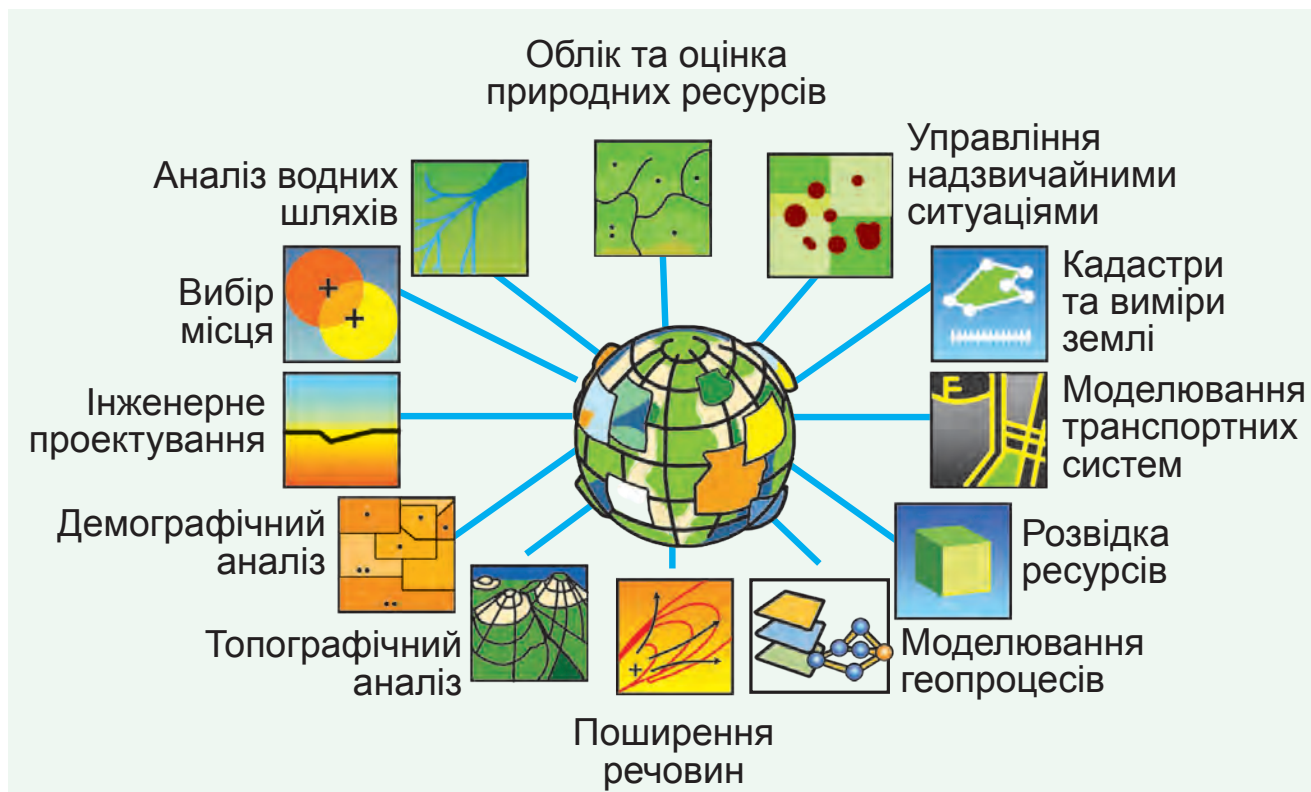 Облік та оцінка
природних ресурсів
Аналіз водних
шляхів
Управління
надзвичайними
ситуаціями
Вибір
місця
Кадастри
та виміри
землі
Інженерне
проектування
Моделювання
транспортних
систем
Демографічний
аналіз
Розвідка
ресурсів
Топографічний
аналіз
Моделювання
геопроцесів
Поширення
речовин